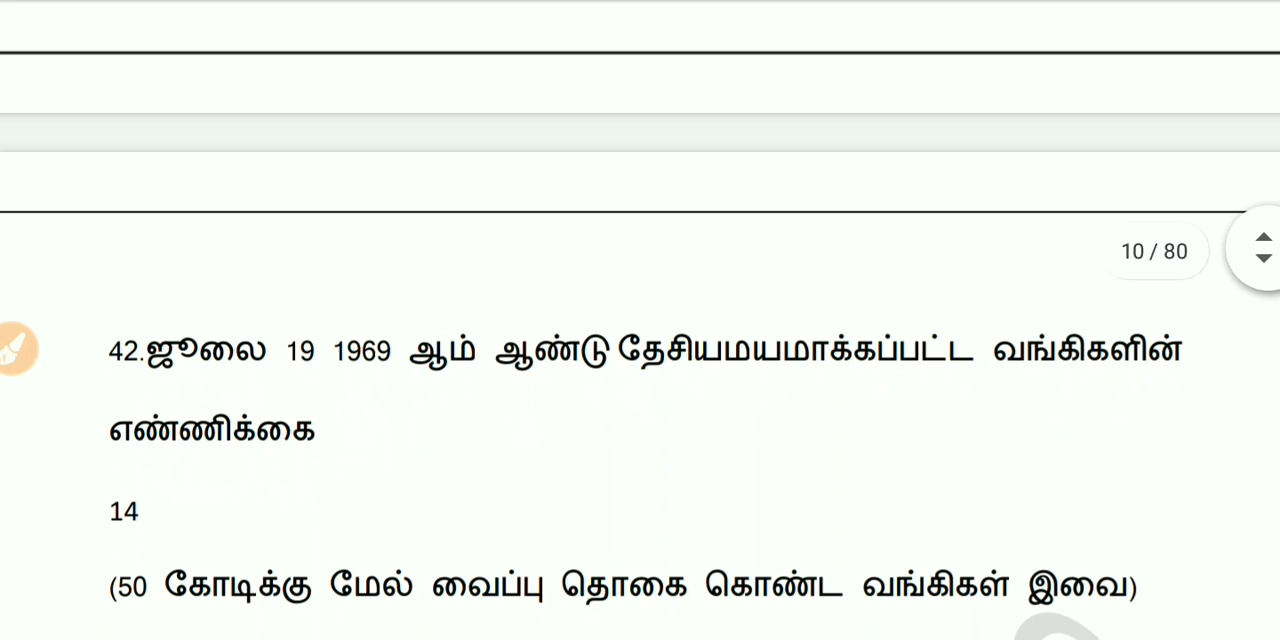 10 / 80
42.ஜூலை 19 1969 ஆம் ஆண்டு தேசியமயமாக்கப்பட்ட வங்கிகளின்
எண்ணிக்கை
14
(50 கோடிக்கு மேல் வைப்பு தொகை கொண்ட வங்கிகள் இவை)